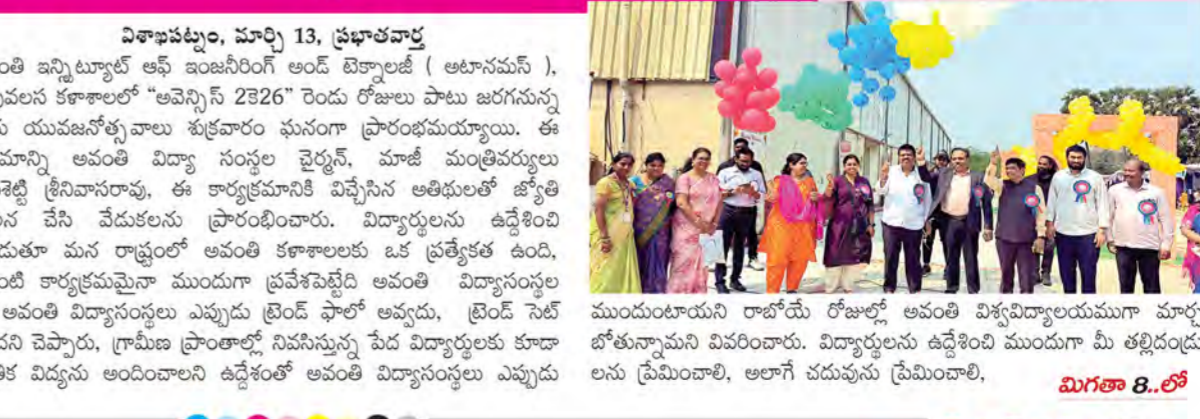 విశాఖపట్నం, మార్చి 13, ప్రభాతవార్త
ంతి ఇన్స్టిట్యూట్ ఆఫ్ ఇంజనీరింగ్ అండ్ టెక్నాలజీ ( అటానమస్ ),
వలస కళాశాలలో "అవెన్సిస్ 2కె26" రెండు రోజులు పాటు జరగనున్న
యువజనోత్సవాలు శుక్రవారం ఘనంగా ప్రారంభమయ్యాయి. ఈ
మాన్ని అవంతి విద్యా సంస్థల చైర్మన్, మాజీ మంత్రివర్యులు
శెట్టి శ్రీనివాసరావు, ఈ కార్యక్రమానికి విచ్చేసిన అతిథులతో జ్యోతి
లన చేసి వేడుకలను ప్రారంభించారు. విద్యార్థులను ఉద్దేశించి
డుతూ మన రాష్ట్రంలో అవంతి కళాశాలలకు ఒక ప్రత్యేకత ఉంది,
ంటి కార్యక్రమమైనా ముందుగా ప్రవేశపెట్టేది అవంతి విద్యాసంస్థల
అవంతి విద్యాసంస్థలు ఎప్పుడు ట్రెండ్ ఫాలో అవ్వదు, ట్రెండ్ సెట్
దని చెప్పారు, గ్రామీణ ప్రాంతాల్లో నివసిస్తున్న పేద విద్యార్థులకు కూడా
తిక విద్యను అందించాలని ఉద్దేశంతో అవంతి విద్యాసంస్థలు ఎప్పుడు
ముందుంటాయని రాబోయే రోజుల్లో అవంతి విశ్వవిద్యాలయముగా మార్చ
బోతున్నామని వివరించారు. విద్యార్థులను ఉద్దేశించి ముందుగా మీ తల్లిదండ్రు
లను ప్రేమించాలి, అలాగే చదువును ప్రేమించాలి,
మిగతా 8..లో